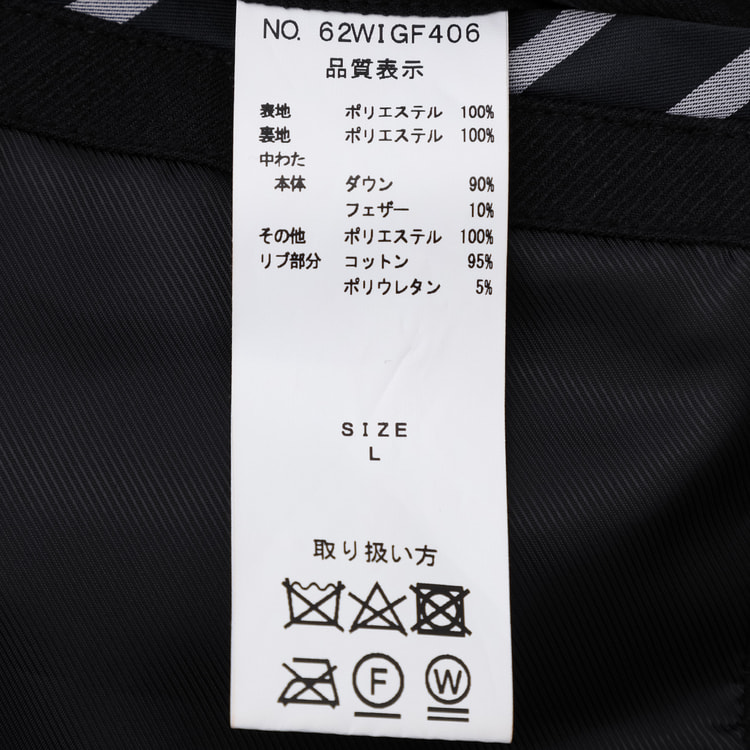 NO. 62WIGF406
品質表示
表地 ポリエステル 100%
裏地 ポリエステル 100%
中わた
本体 ダウン 90%
フェザー 10%
その他 ポリエステル 100%
リブ部分 コットン 95%
ポリウレタン 5%
SIZE
L
取り扱い方
F W